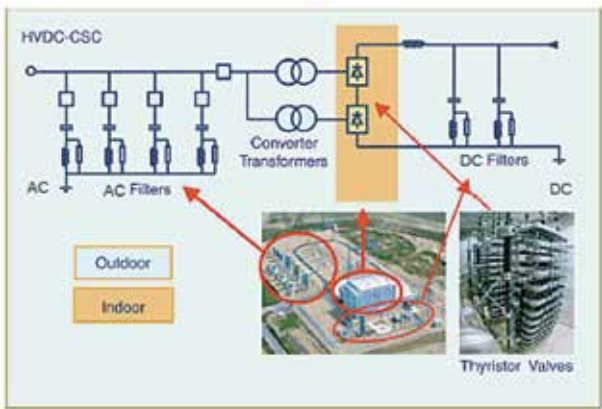 HVDC-CSC
Converter
Transformers
AC
AC Filters
DC Filters
DC
Outdoor
Indoor
Thyristor Valves